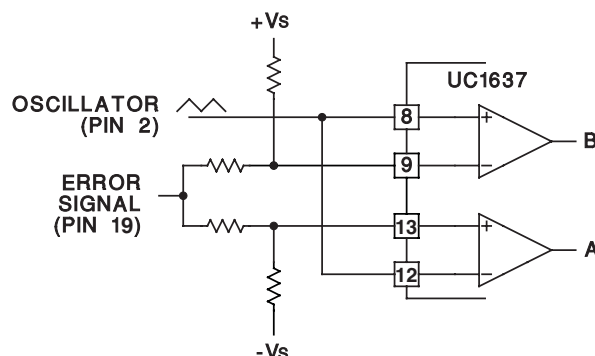 +Vs
UC1637
OSCILLATOR
(PIN 2)
8
+
B
9
-
ERROR
SIGNAL
(PIN 19)
13
+
A
12
-
-Vs